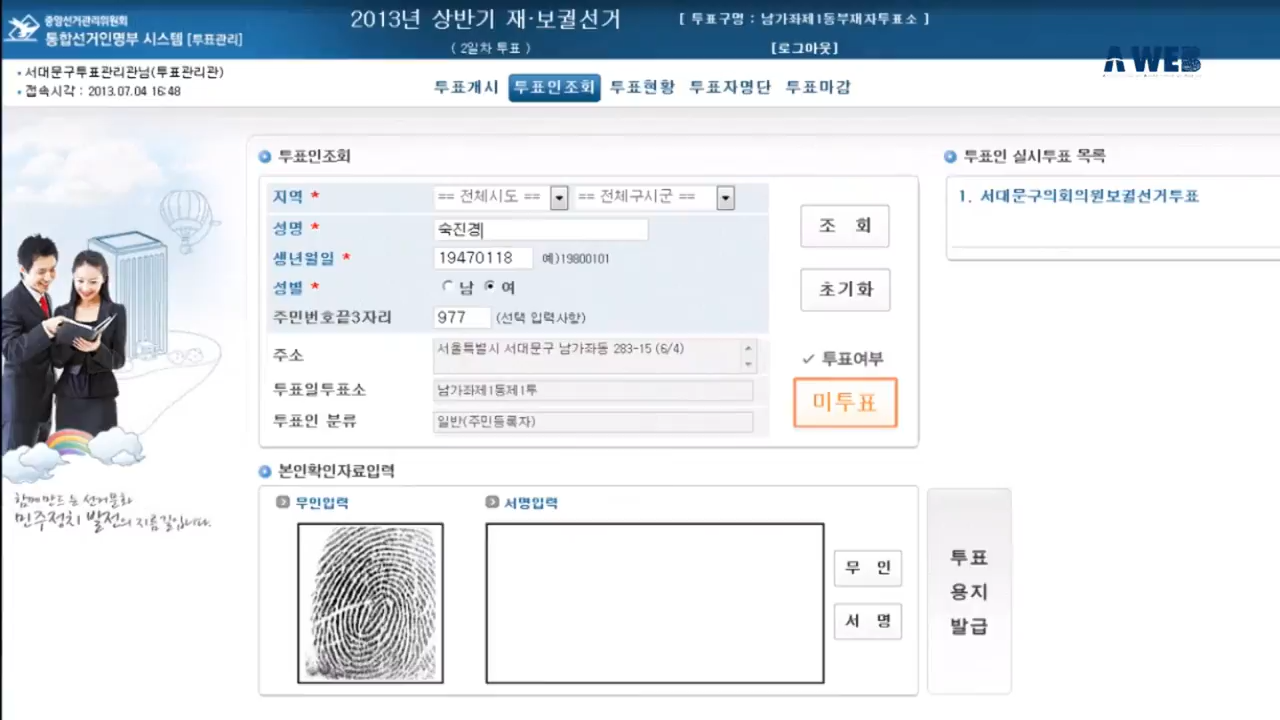 중앙선거관리위원회
통합선거인명부 시스템 [투표관리]
2013년 상반기 재·보궐선거
( 2일차 투표 )
[ 투표구명 : 남가좌제1동부재자투표소 ]
[로그아웃]
A WEB
서대문구투표관리관님(투표관리관)
접속시각 : 2013.07.04 16:48
투표개시 투표인조회 투표현황 투표자명단 투표마감
투표인조회
지역 * == 전체시도 == == 전체구시군 ==
성명 * 숙진경
생년월일 * 19470118 예)19800101
성별 * 남 여
주민번호끝3자리 977 (선택 입력사항)
주소 서울특별시 서대문구 남가좌동 283-15 (6/4)
투표일투표소 남가좌제1동제1투
투표인 분류 일반(주민등록자)
조 회
초기화
투표여부
미투표
투표인 실시투표 목록
1. 서대문구의회의원보궐선거투표
본인확인자료입력
무인입력
서명입력
무 인
서 명
투표
용지
발급
함께 만드는 선거문화
민주정치 발전의 지름길입니다.